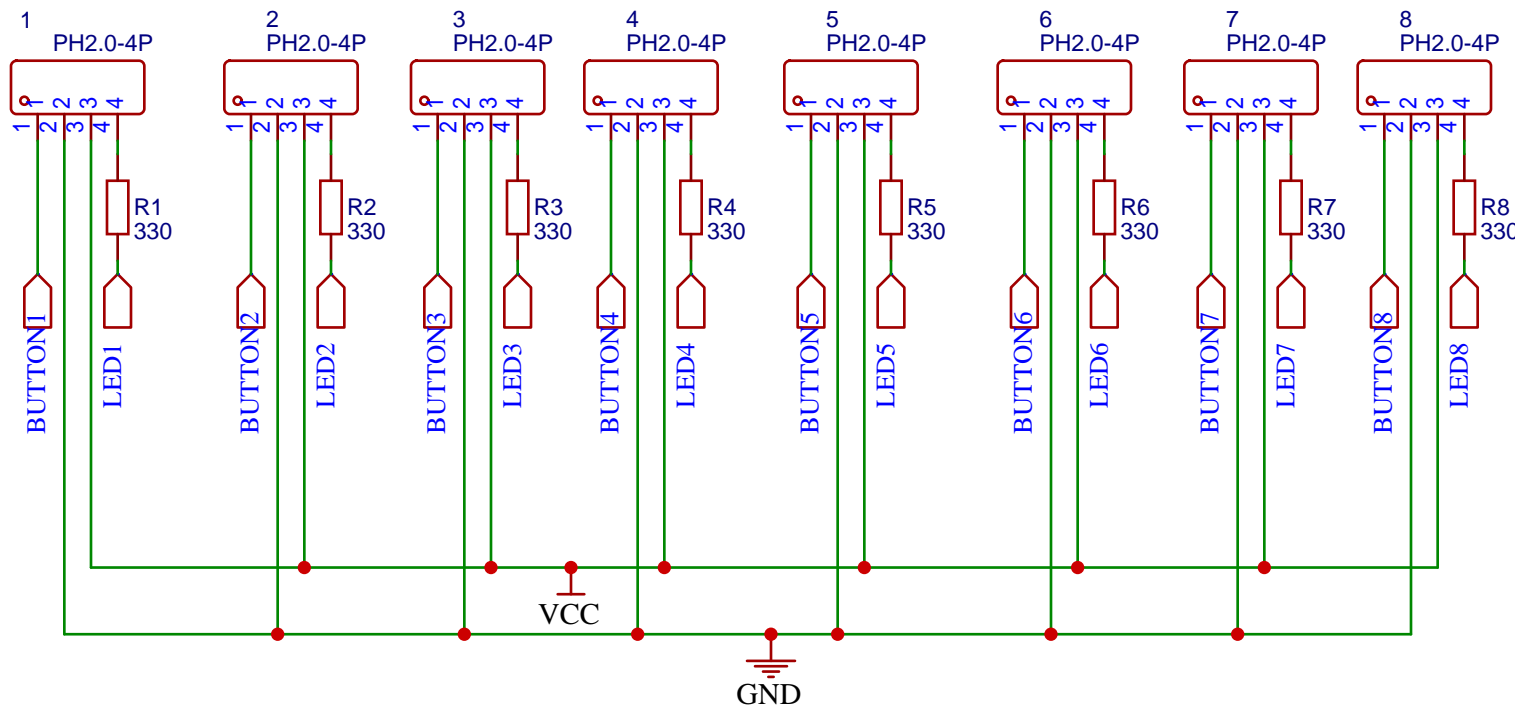 1 2 3 4 5 6 7 8
PH2.0-4P PH2.0-4P PH2.0-4P PH2.0-4P PH2.0-4P PH2.0-4P PH2.0-4P PH2.0-4P
1 2 3 4 1 2 3 4 1 2 3 4 1 2 3 4 1 2 3 4 1 2 3 4 1 2 3 4 1 2 3 4
1 2 3 4 1 2 3 4 1 2 3 4 1 2 3 4 1 2 3 4 1 2 3 4 1 2 3 4 1 2 3 4
R1 R2 R3 R4 R5 R6 R7 R8
330 330 330 330 330 330 330 330
BUTTON1 LED1 BUTTON2 LED2 BUTTON3 LED3 BUTTON4 LED4 BUTTON5 LED5 BUTTON6 LED6 BUTTON7 LED7 BUTTON8 LED8
VCC
GND